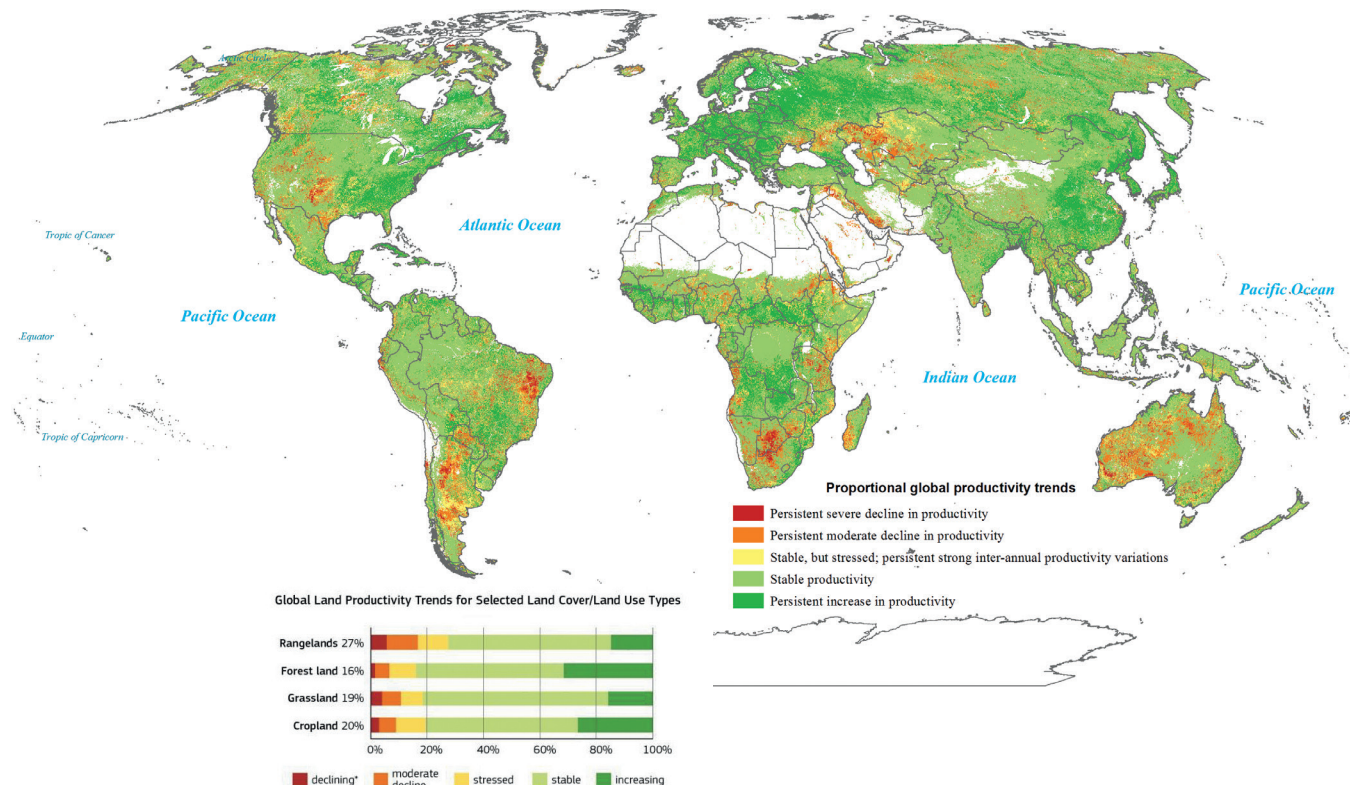 Arctic Circle
Atlantic Ocean
Tropic of Cancer
Pacific Ocean
Pacific Ocean
Equator
Indian Ocean
Tropic of Capricorn
Proportional global productivity trends
Persistent severe decline in productivity
Persistent moderate decline in productivity
Stable, but stressed; persistent strong inter-annual productivity variations
Stable productivity
Persistent increase in productivity
Global Land Productivity Trends for Selected Land Cover/Land Use Types
Rangelands 27%
Forest land 16%
Grassland 19%
Cropland 20%
0% 20% 40% 60% 80% 100%
declining* moderate decline stressed stable increasing